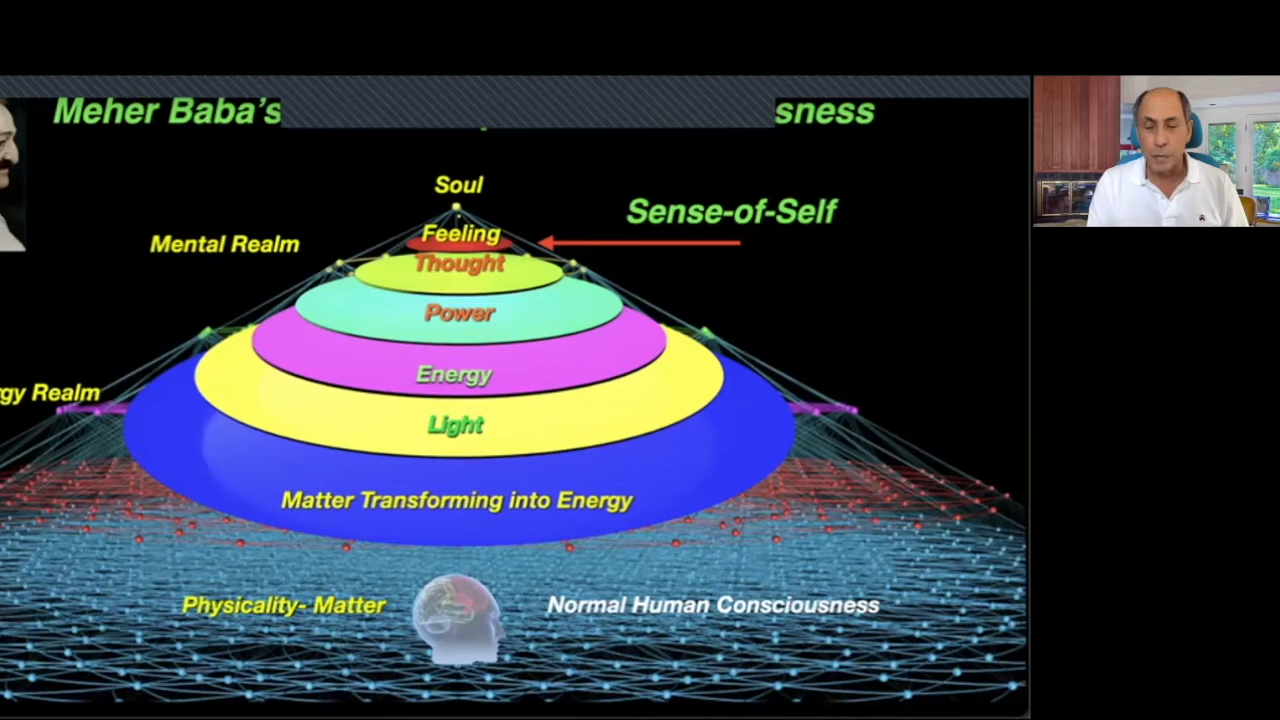 Meher Baba's sness
Soul
Sense-of-Self
Feeling
Mental Realm
Thought
Power
Energy
gy Realm
Light
Matter Transforming into Energy
Physicality- Matter
Normal Human Consciousness